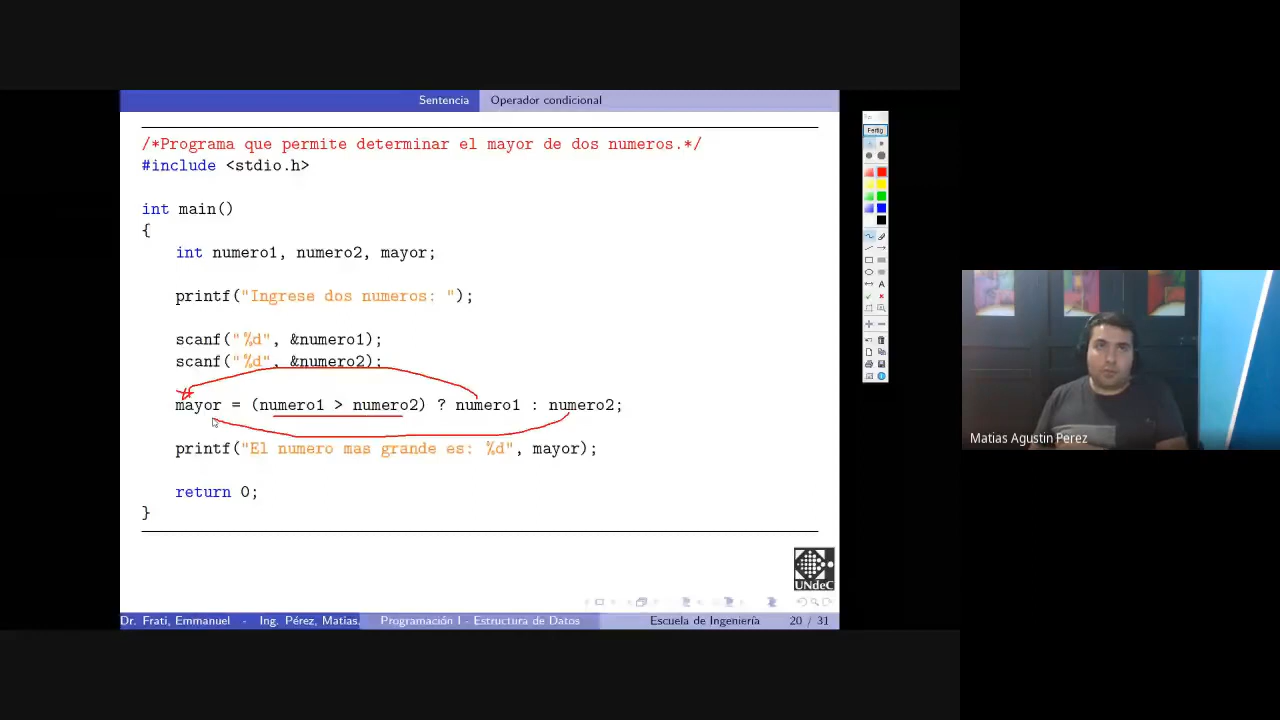 Sentencia Operador condicional
/*Programa que permite determinar el mayor de dos numeros.*/
#include <stdio.h>
int main()
{
int numero1, numero2, mayor;
printf("Ingrese dos numeros: ");
scanf("%d", &numero1);
scanf("%d", &numero2);
mayor = (numero1 > numero2) ? numero1 : numero2;
printf("El numero mas grande es: %d", mayor);
return 0;
}
UNdeC
Dr. Frati, Emmanuel - Ing. Pérez, Matias. Programación I - Estructura de Datos Escuela de Ingeniería 20 / 31
Fertig
A
Matias Agustin Perez